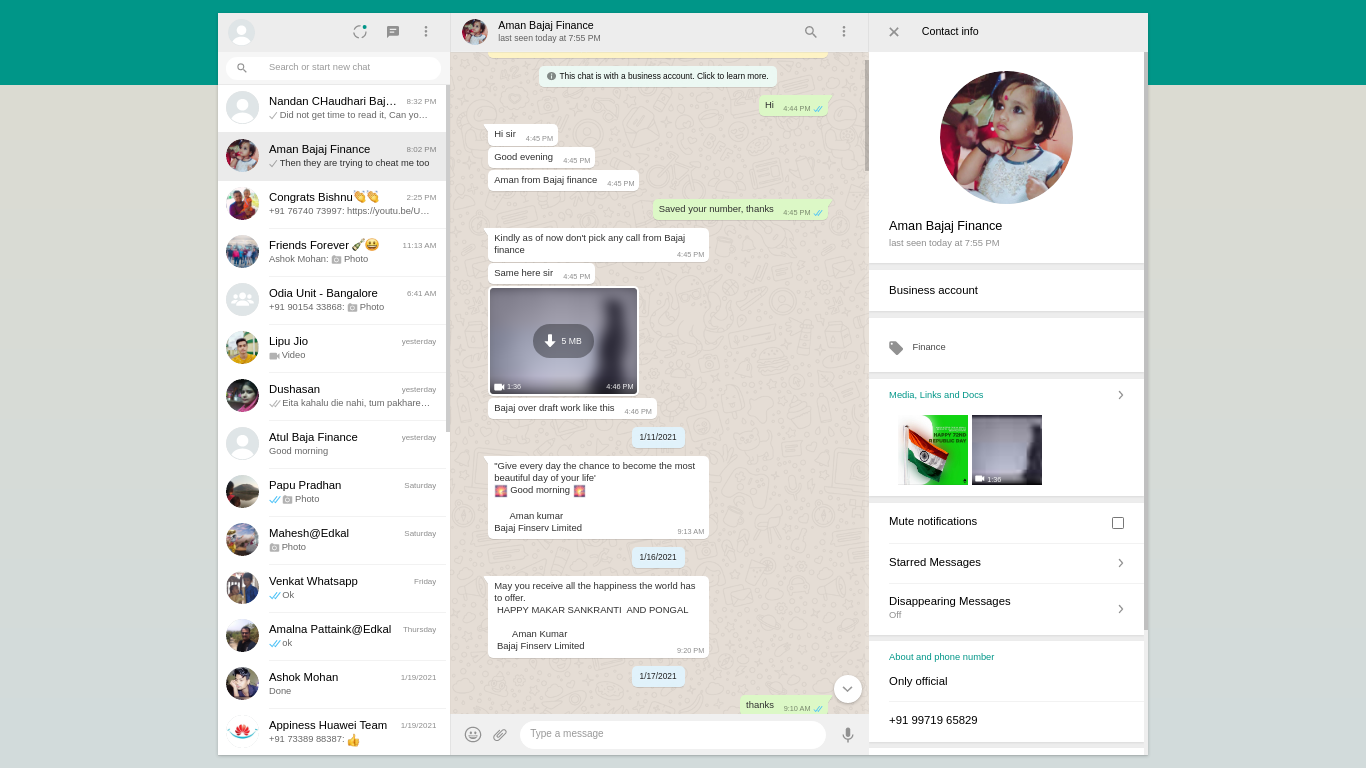 Search or start new chat
Nandan CHaudhari Baj… 8:32 PM
Did not get time to read it, Can yo…
Aman Bajaj Finance 8:02 PM
Then they are trying to cheat me too
Congrats Bishnu👏👏 2:25 PM
+91 76740 73997: https://youtu.be/U…
Friends Forever 🎸😃 11:13 AM
Ashok Mohan: Photo
Odia Unit - Bangalore 6:41 AM
+91 90154 33868: Photo
Lipu Jio yesterday
Video
Dushasan yesterday
Eita kahalu die nahi, tum pakhare…
Atul Baja Finance yesterday
Good morning
Papu Pradhan Saturday
Photo
Mahesh@Edkal Saturday
Photo
Venkat Whatsapp Friday
Ok
Amalna Pattaink@Edkal Thursday
ok
Ashok Mohan 1/19/2021
Done
Appiness Huawei Team 1/19/2021
+91 73389 88387: 👍
Aman Bajaj Finance
last seen today at 7:55 PM
This chat is with a business account. Click to learn more.
Hi 4:44 PM
Hi sir 4:45 PM
Good evening 4:45 PM
Aman from Bajaj finance 4:45 PM
Saved your number, thanks 4:45 PM
Kindly as of now don't pick any call from Bajaj
finance 4:45 PM
Same here sir 4:45 PM
5 MB
1:36 4:46 PM
Bajaj over draft work like this 4:46 PM
1/11/2021
"Give every day the chance to become the most
beautiful day of your life'
🌅 Good morning 🌅
Aman kumar
Bajaj Finserv Limited 9:13 AM
1/16/2021
May you receive all the happiness the world has
to offer.
HAPPY MAKAR SANKRANTI AND PONGAL
Aman Kumar
Bajaj Finserv Limited 9:20 PM
1/17/2021
thanks 9:10 AM
Type a message
Contact info
Aman Bajaj Finance
last seen today at 7:55 PM
Business account
Finance
Media, Links and Docs
HAPPY 72ND
REPUBLIC DAY
1:36
Mute notifications
Starred Messages
Disappearing Messages
Off
About and phone number
Only official
+91 99719 65829